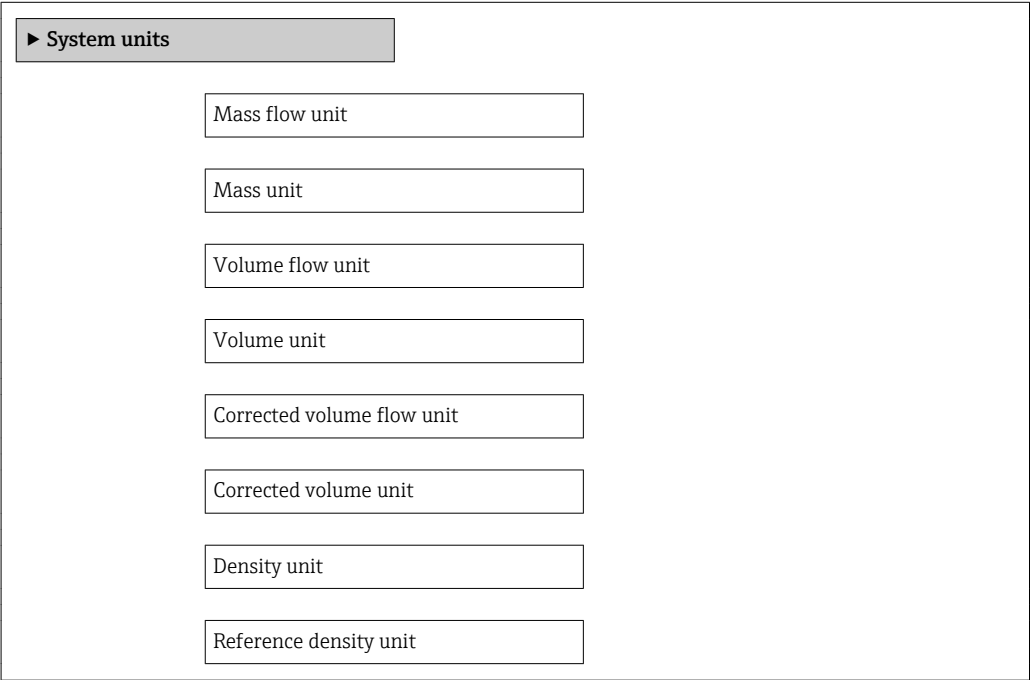 ▶ System units
Mass flow unit
Mass unit
Volume flow unit
Volume unit
Corrected volume flow unit
Corrected volume unit
Density unit
Reference density unit